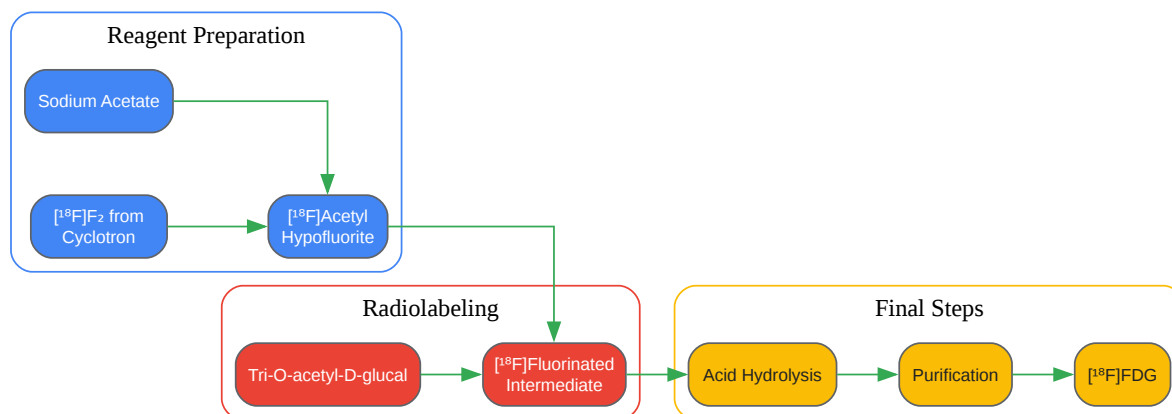 Reagent Preparation
Sodium Acetate
[¹⁸F]F₂ from
Cyclotron
[¹⁸F]Acetyl
Hypofluorite
Radiolabeling
Tri-O-acetyl-D-glucal
[¹⁸F]Fluorinated
Intermediate
Final Steps
Acid Hydrolysis
Purification
[¹⁸F]FDG